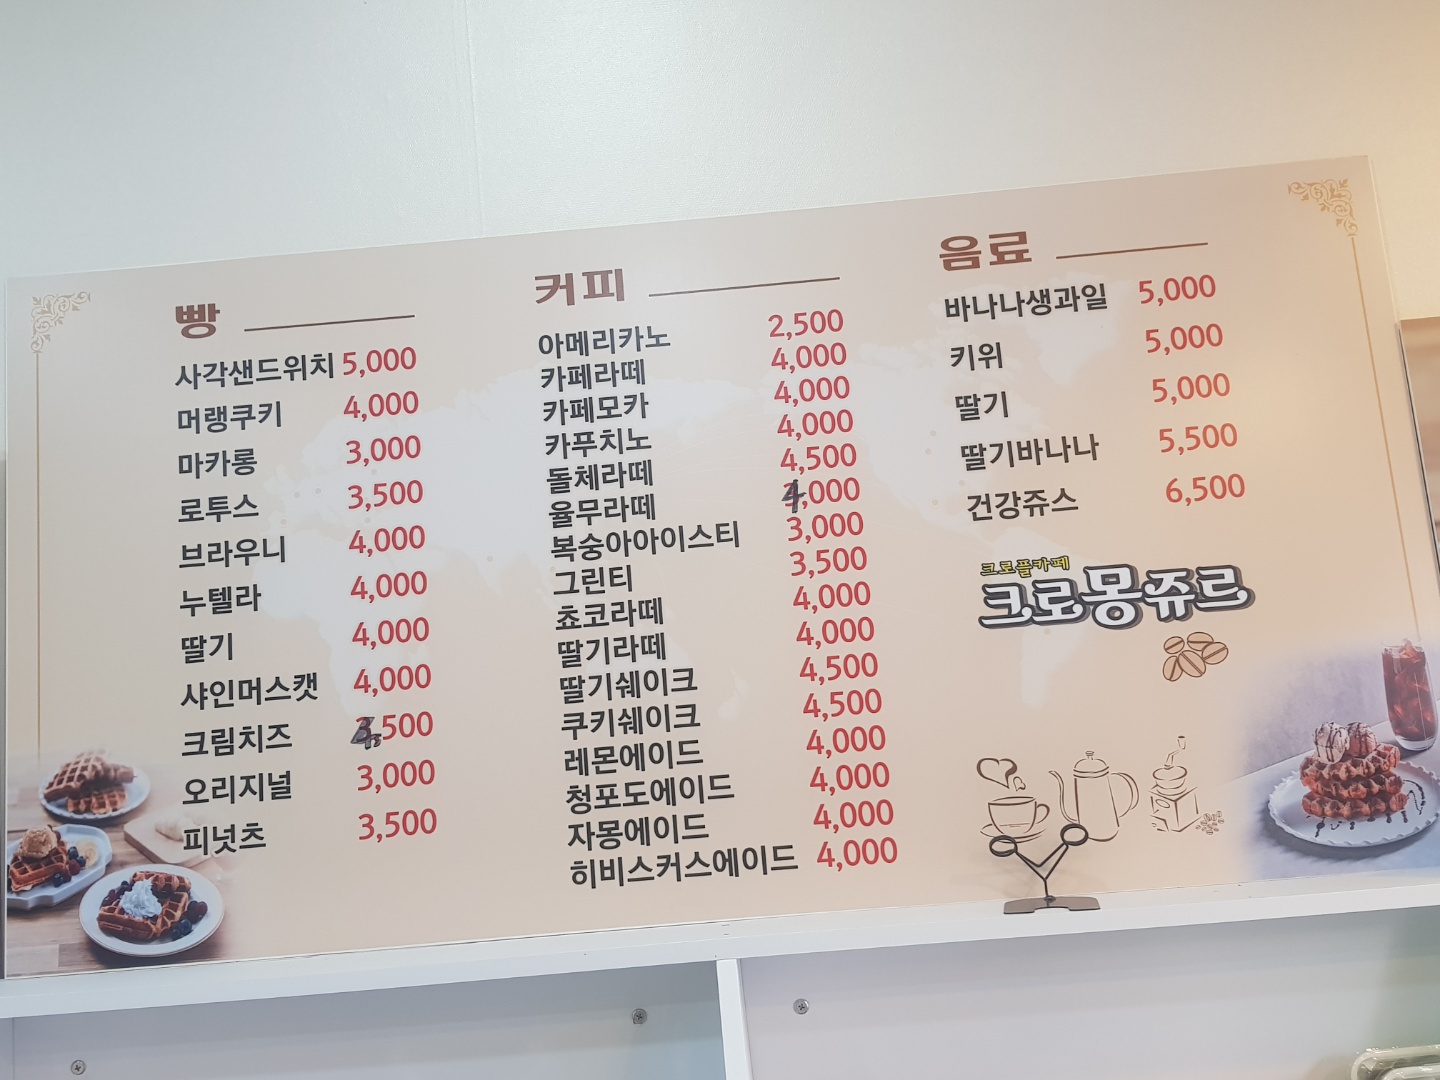 빵
사각샌드위치 5,000
머랭쿠키 4,000
마카롱 3,000
로투스 3,500
브라우니 4,000
누텔라 4,000
딸기 4,000
샤인머스캣 4,000
크림치즈 4,500
오리지널 3,000
피넛츠 3,500
커피
아메리카노 2,500
카페라떼 4,000
카페모카 4,000
카푸치노 4,000
돌체라떼 4,500
율무라떼 4,000
복숭아아이스티 3,000
그린티 3,500
쵸코라떼 4,000
딸기라떼 4,000
딸기쉐이크 4,500
쿠키쉐이크 4,500
레몬에이드 4,000
청포도에이드 4,000
자몽에이드 4,000
히비스커스에이드 4,000
음료
바나나생과일 5,000
키위 5,000
딸기 5,000
딸기바나나 5,500
건강쥬스 6,500
크로플카페
크로몽쥬르